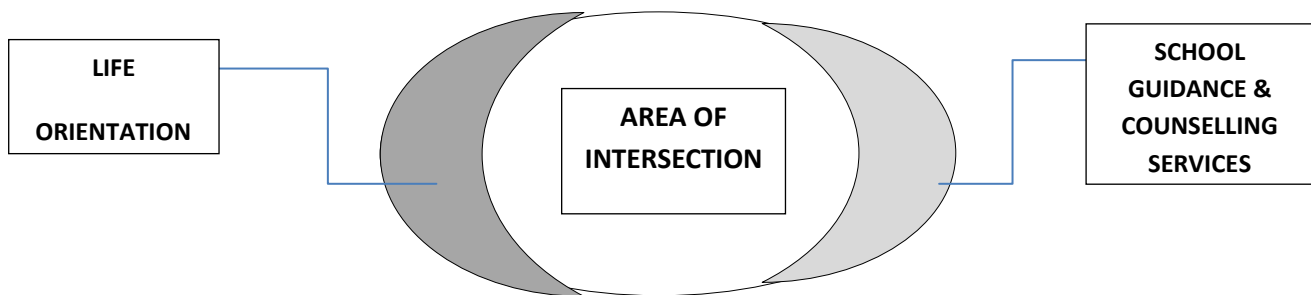 LIFE
ORIENTATION
AREA OF
INTERSECTION
SCHOOL
GUIDANCE &
COUNSELLING
SERVICES